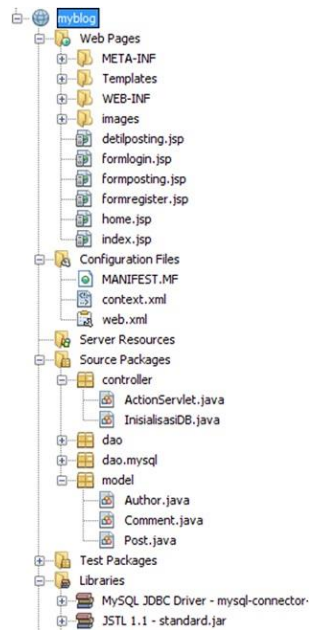 myblog
Web Pages
META-INF
Templates
WEB-INF
images
detilposting.jsp
formlogin.jsp
formposting.jsp
formregister.jsp
home.jsp
index.jsp
Configuration Files
MANIFEST.MF
context.xml
web.xml
Server Resources
Source Packages
controller
ActionServlet.java
InisialisasiDB.java
dao
dao.mysql
model
Author.java
Comment.java
Post.java
Test Packages
Libraries
MySQL JDBC Driver - mysql-connector-
JSTL 1.1 - standard.jar